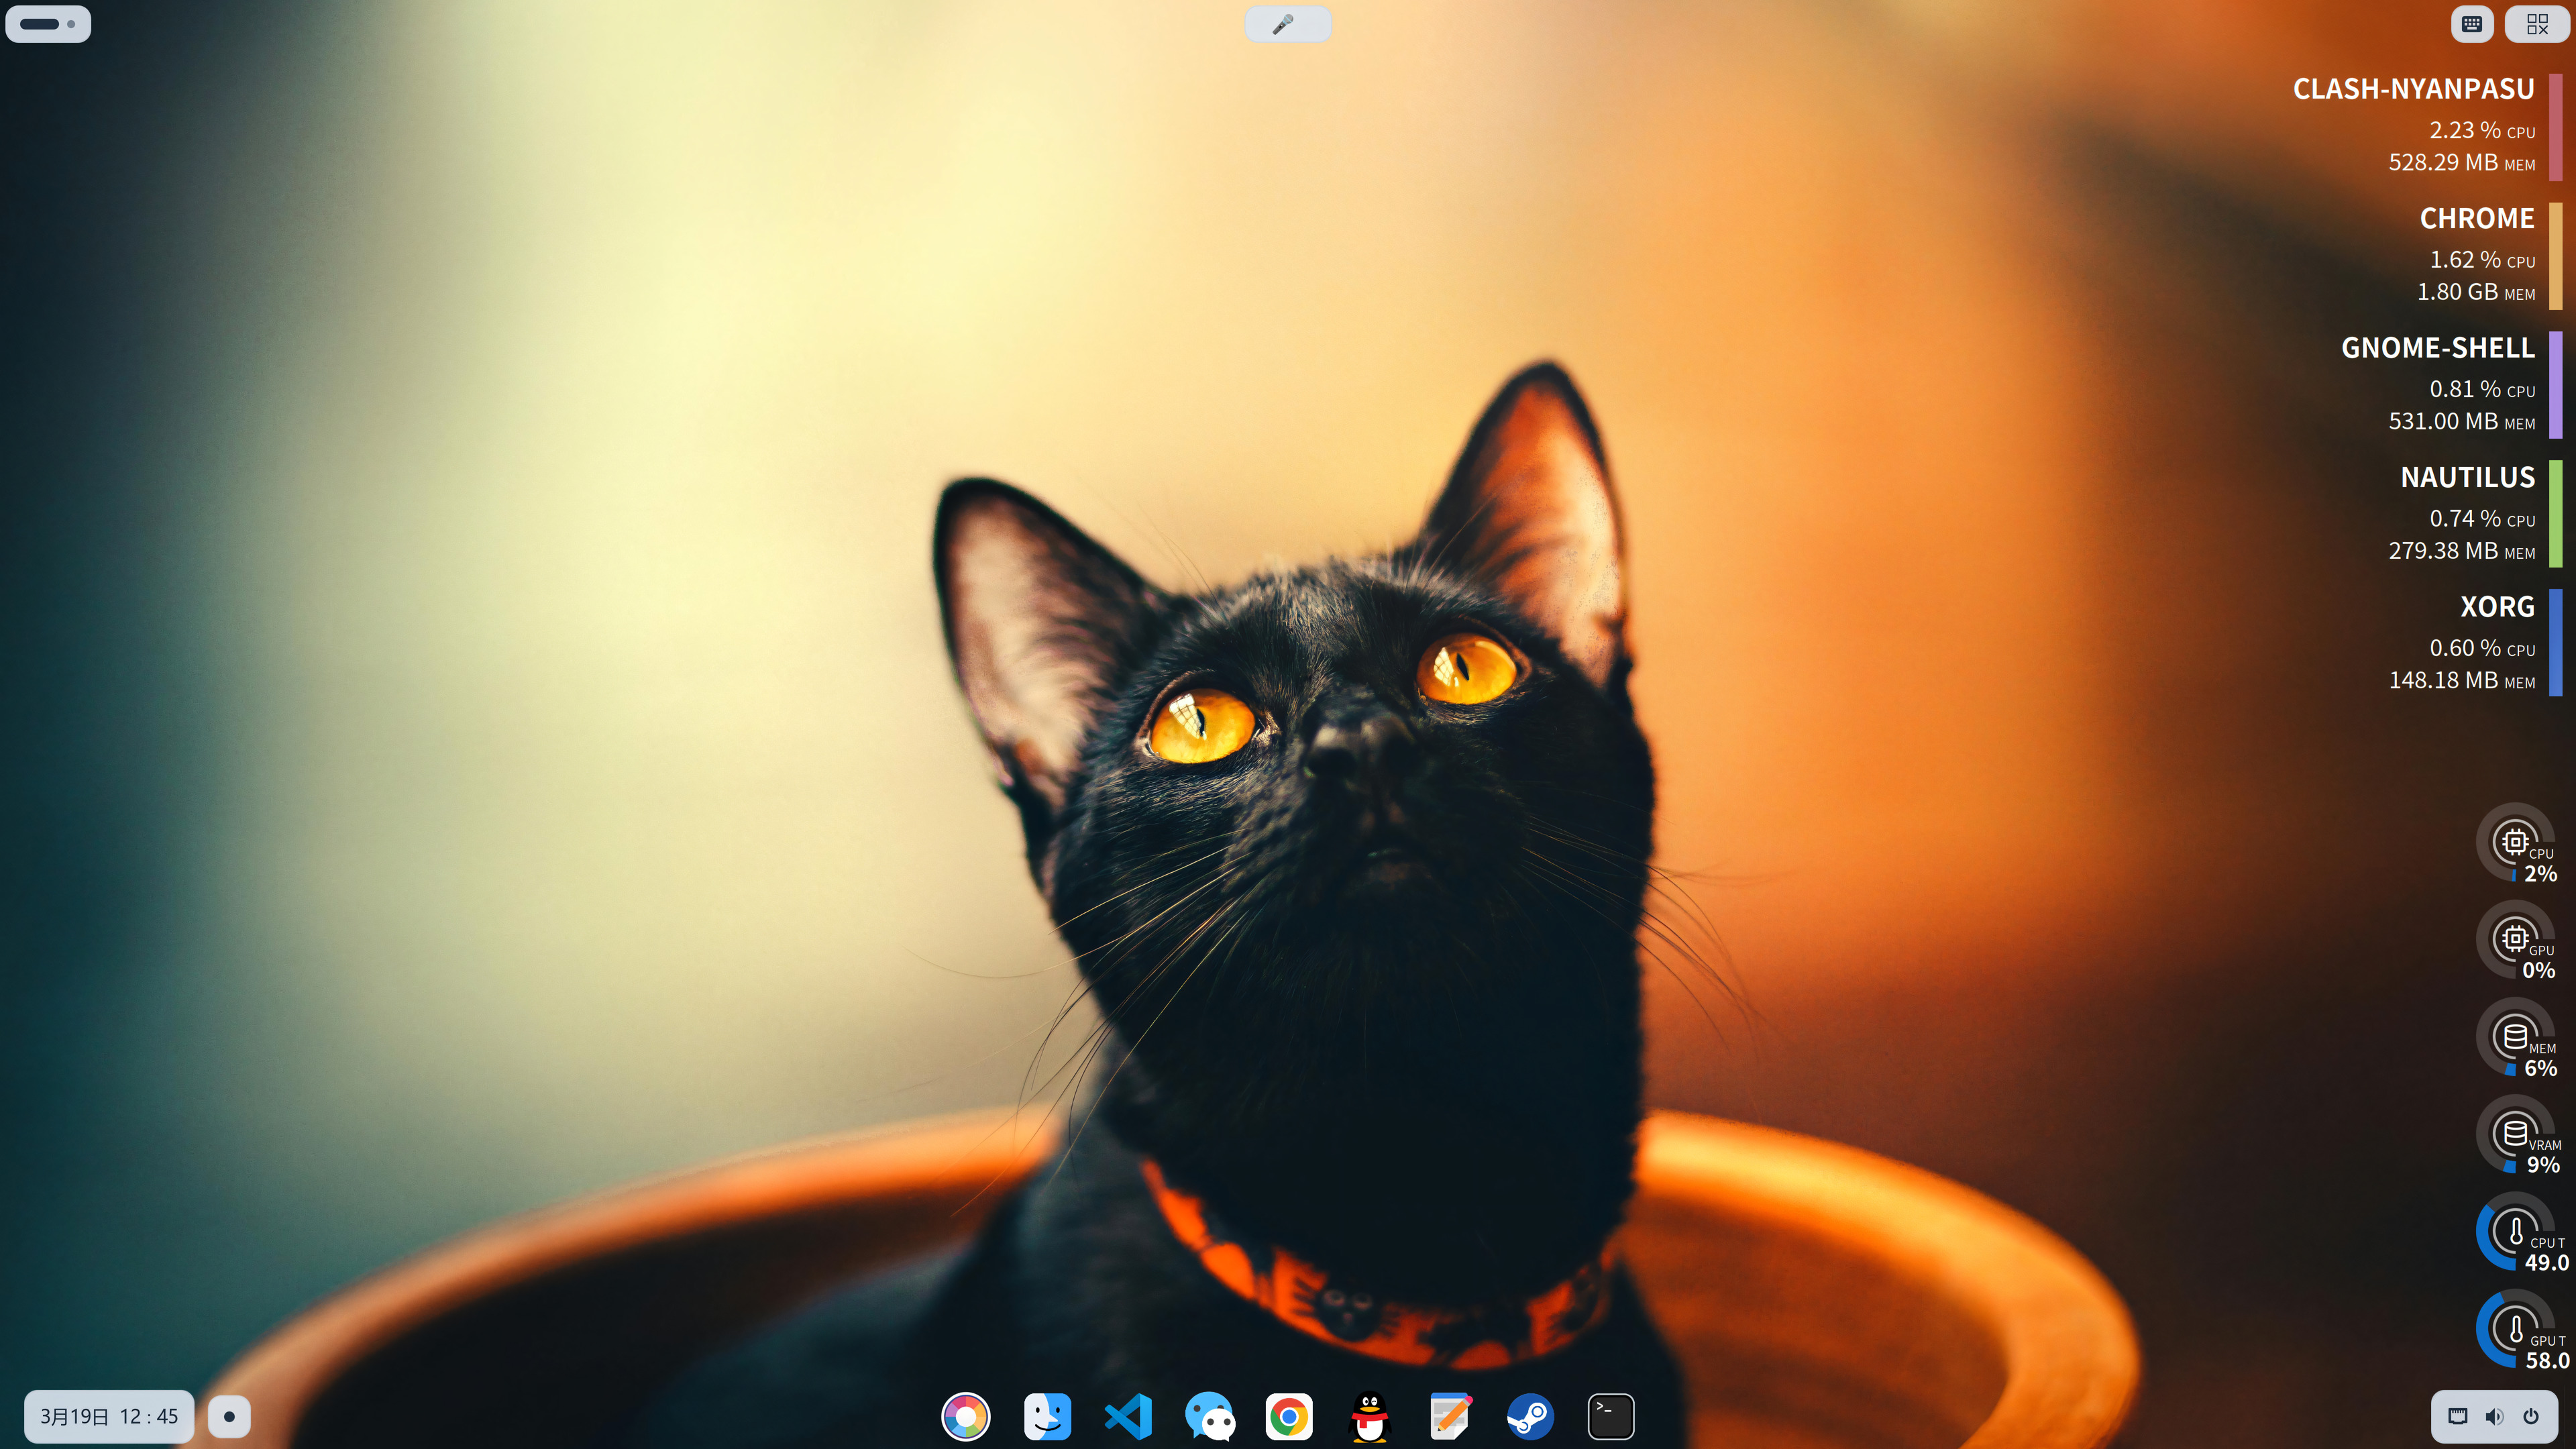 CLASH-NYANPASU
2.23 % CPU
528.29 MB MEM
CHROME
1.62 % CPU
1.80 GB MEM
GNOME-SHELL
0.81 % CPU
531.00 MB MEM
NAUTILUS
0.74 % CPU
279.38 MB MEM
XORG
0.60 % CPU
148.18 MB MEM
CPU
2%
GPU
0%
MEM
6%
VRAM
9%
CPU T
49.0
GPU T
58.0
3月19日 12 : 45
>_